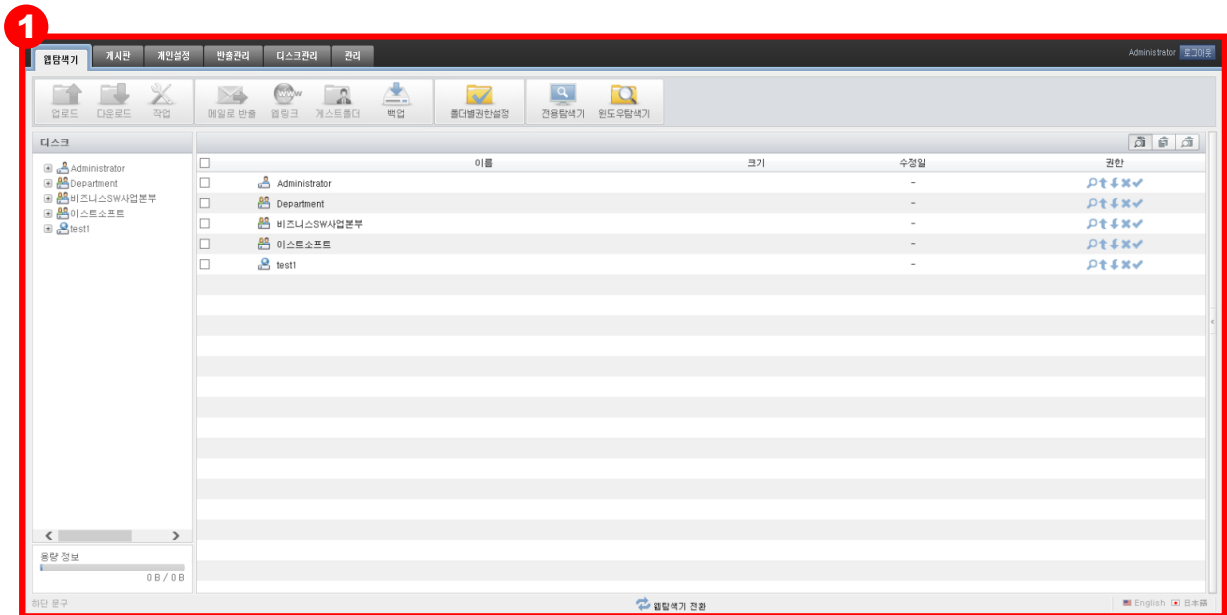 1
웹탐색기 게시판 개인설정 반출관리 디스크관리 관리 Administrator 로그아웃
업로드 다운로드 작업 메일로 반출 웹링크 게스트폴더 백업 폴더별권한설정 전용탐색기 윈도우탐색기
디스크
이름 크기 수정일 권한
Administrator
Department
비즈니스SW사업본부
이스트소프트
test1
Administrator -
Department -
비즈니스SW사업본부 -
이스트소프트 -
test1 -
용량 정보
0 B / 0 B
하단 문구 웹탐색기 전환 English 日本語